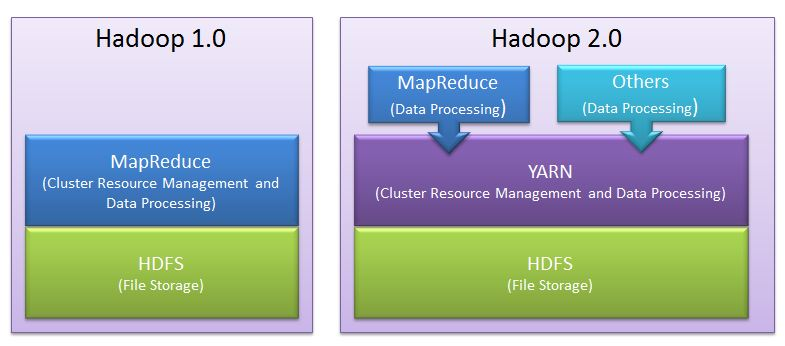 Hadoop 1.0
MapReduce
(Cluster Resource Management and
Data Processing)
HDFS
(File Storage)
Hadoop 2.0
MapReduce
(Data Processing)
Others
(Data Processing)
YARN
(Cluster Resource Management and Data Processing)
HDFS
(File Storage)